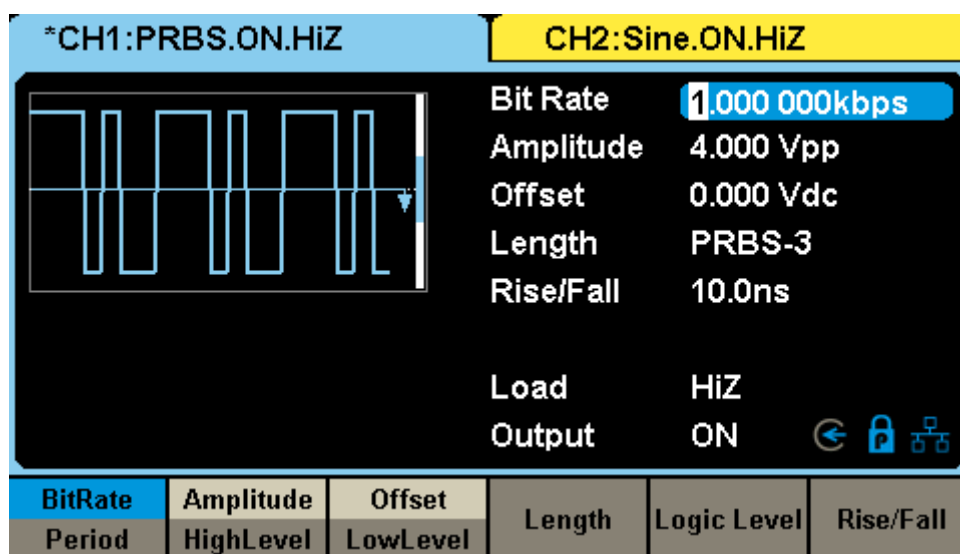 *CH1:PRBS.ON.HiZ
CH2:Sine.ON.HiZ
Bit Rate 1.000 000kbps
Amplitude 4.000 Vpp
Offset 0.000 Vdc
Length PRBS-3
Rise/Fall 10.0ns
Load HiZ
Output ON
BitRate Amplitude Offset
Length Logic Level Rise/Fall
Period HighLevel LowLevel